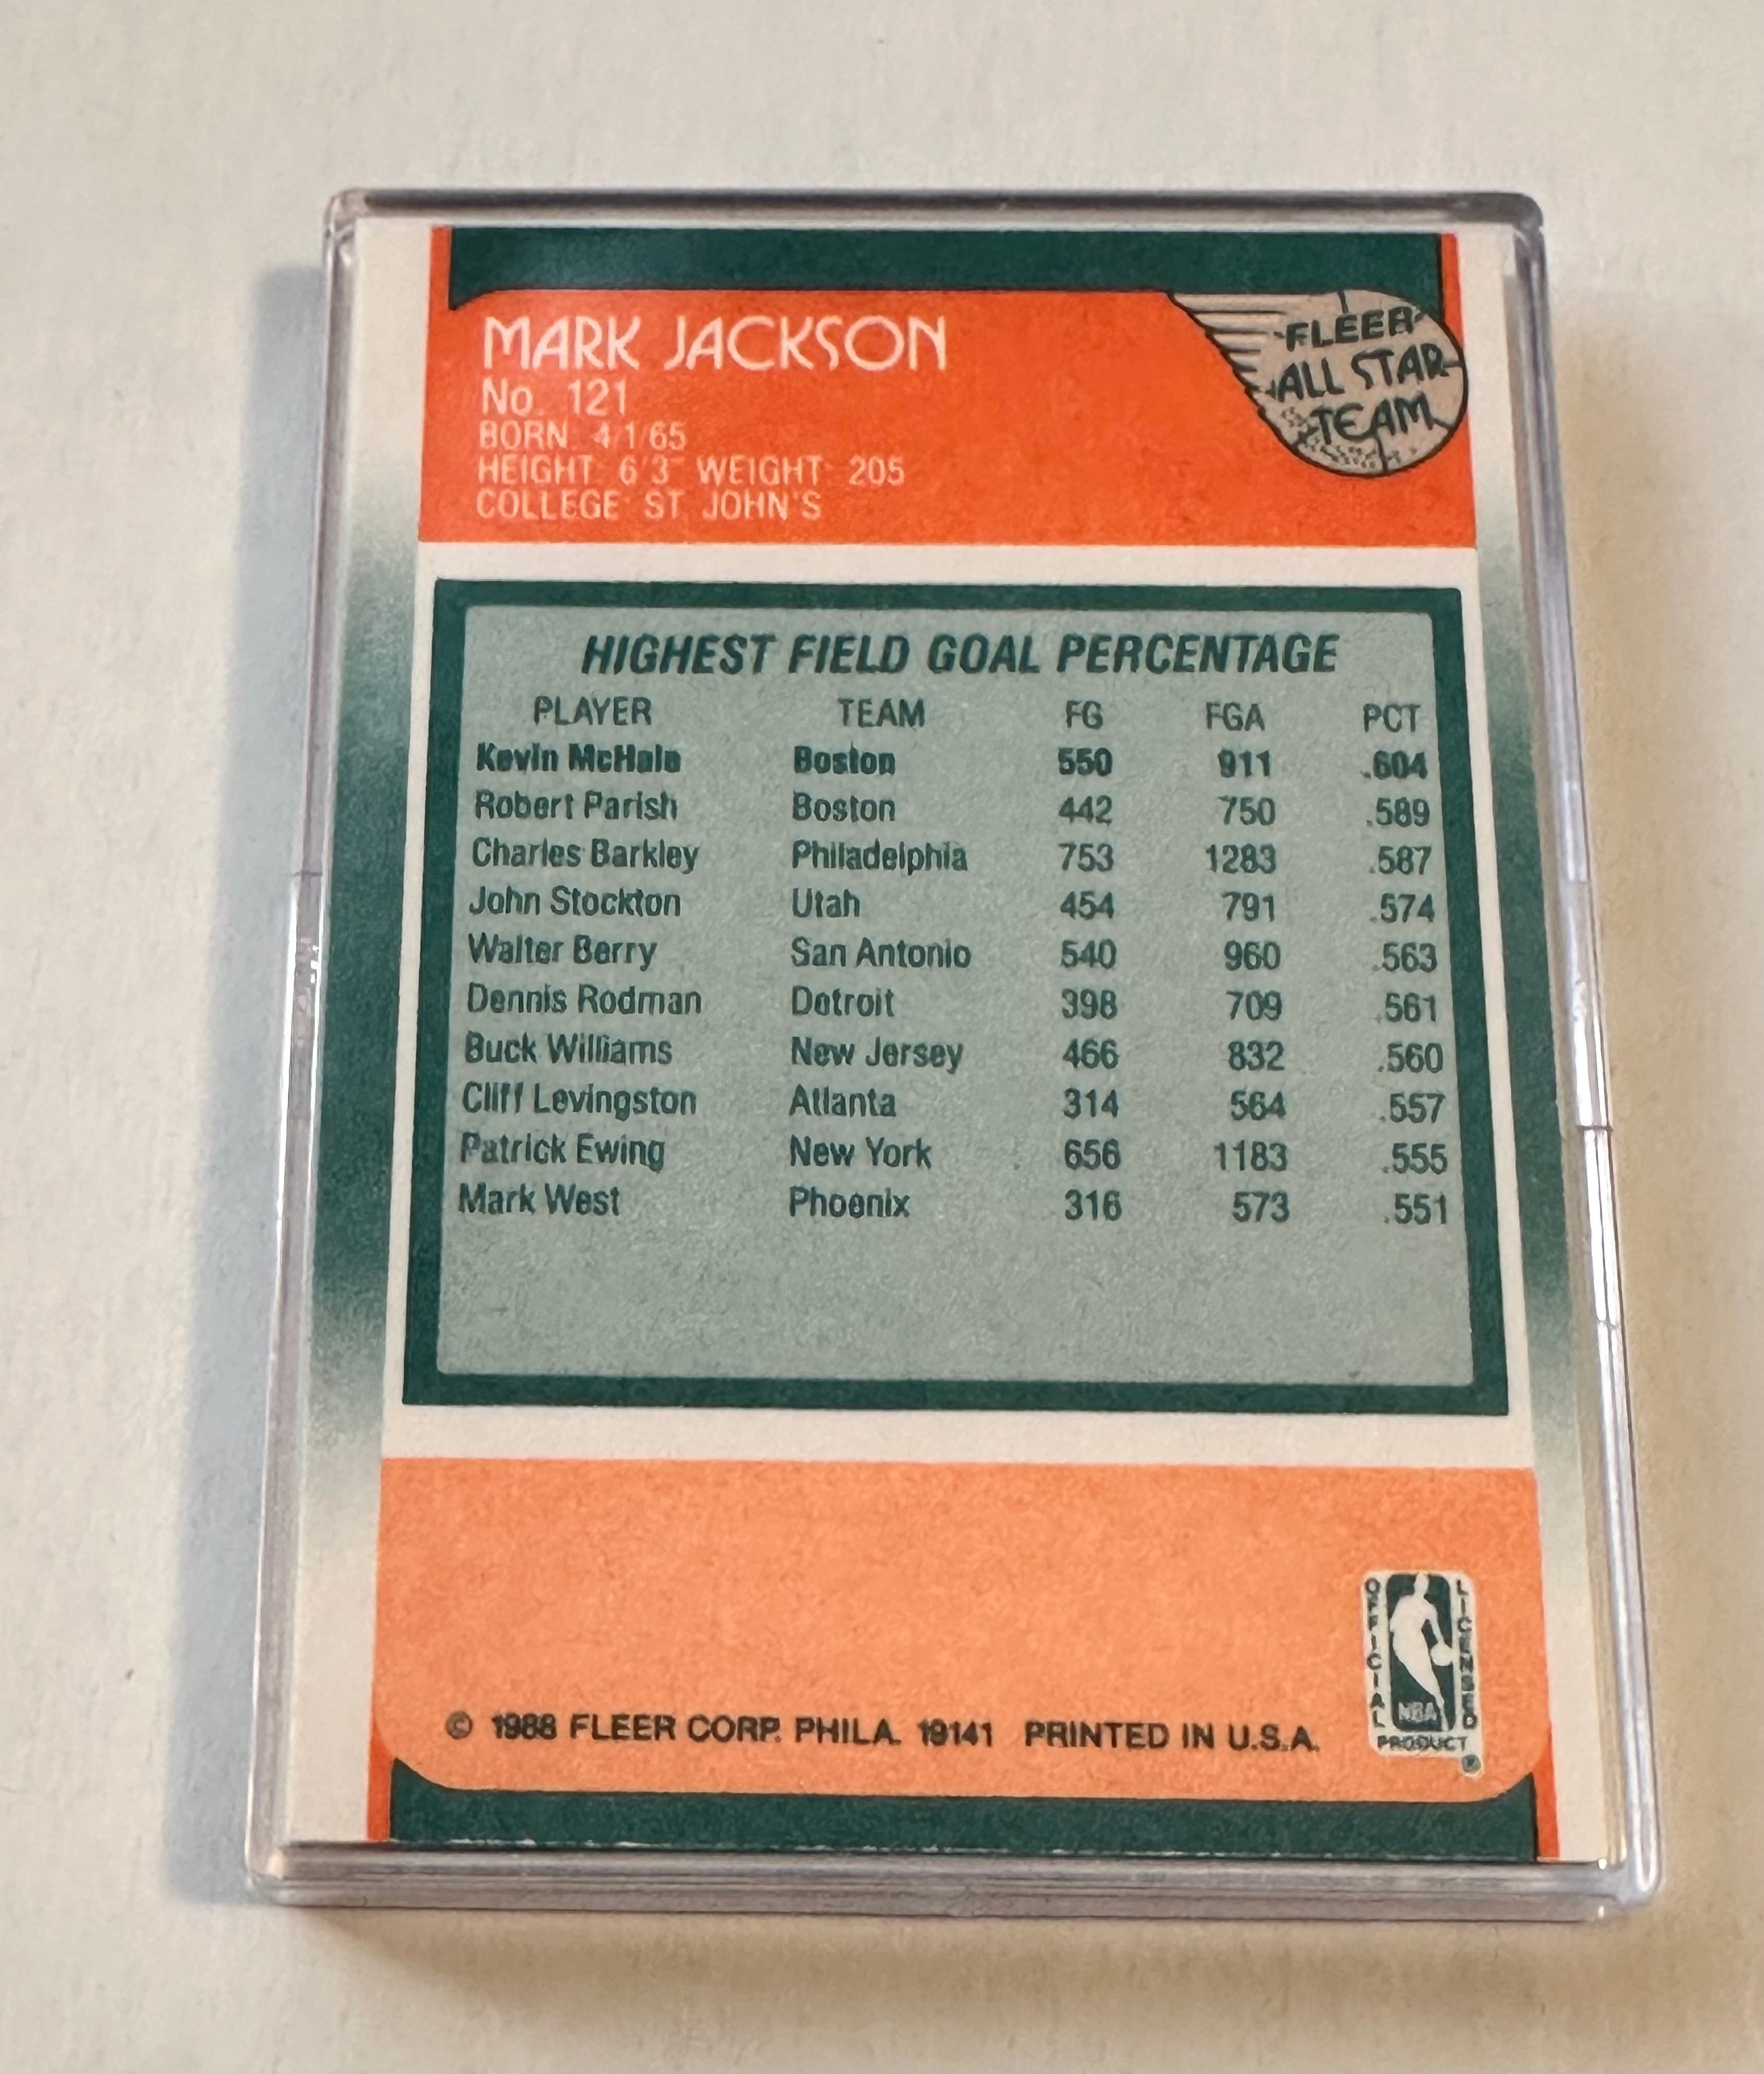 MARK JACKSON
FLEER
ALL STAR
TEAM
No. 121
BORN: 4/1/65
HEIGHT: 6'3" WEIGHT: 205
COLLEGE: ST. JOHN'S
HIGHEST FIELD GOAL PERCENTAGE
PLAYER TEAM FG FGA PCT
Kevin McHale Boston 550 911 .604
Robert Parish Boston 442 750 .589
Charles Barkley Philadelphia 753 1283 .587
John Stockton Utah 454 791 .574
Walter Berry San Antonio 540 960 .563
Dennis Rodman Detroit 398 709 .561
Buck Williams New Jersey 466 832 .560
Cliff Levingston Atlanta 314 564 .557
Patrick Ewing New York 656 1183 .555
Mark West Phoenix 316 573 .551
OFFICIAL LICENSED
NBA
PRODUCT
®
© 1988 FLEER CORP. PHILA. 19141 PRINTED IN U.S.A.